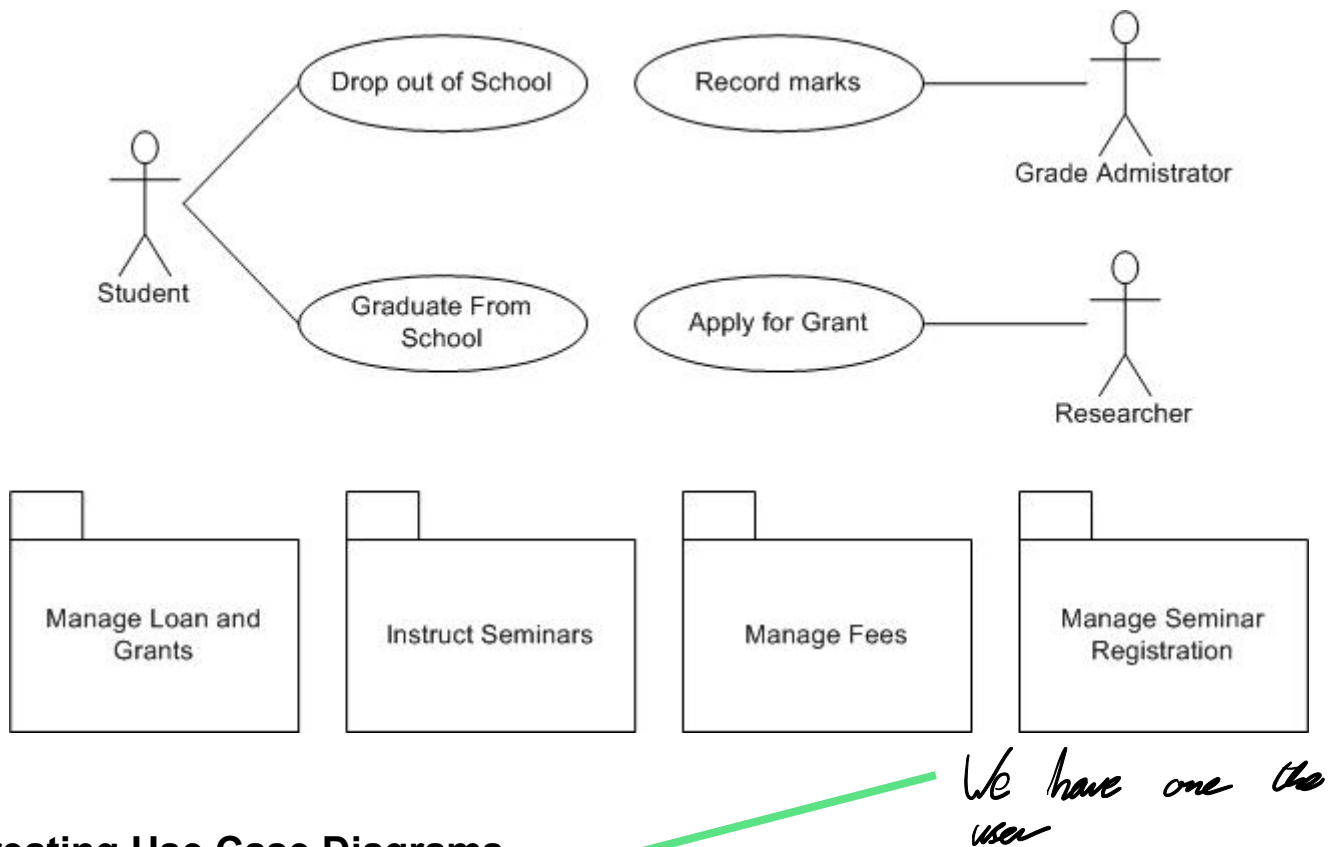 Drop out of School
Record marks
Grade Admistrator
Student
Graduate From
School
Apply for Grant
Researcher
Manage Loan and
Grants
Instruct Seminars
Manage Fees
Manage Seminar
Registration
We have one the
user
Use Case Diagrams